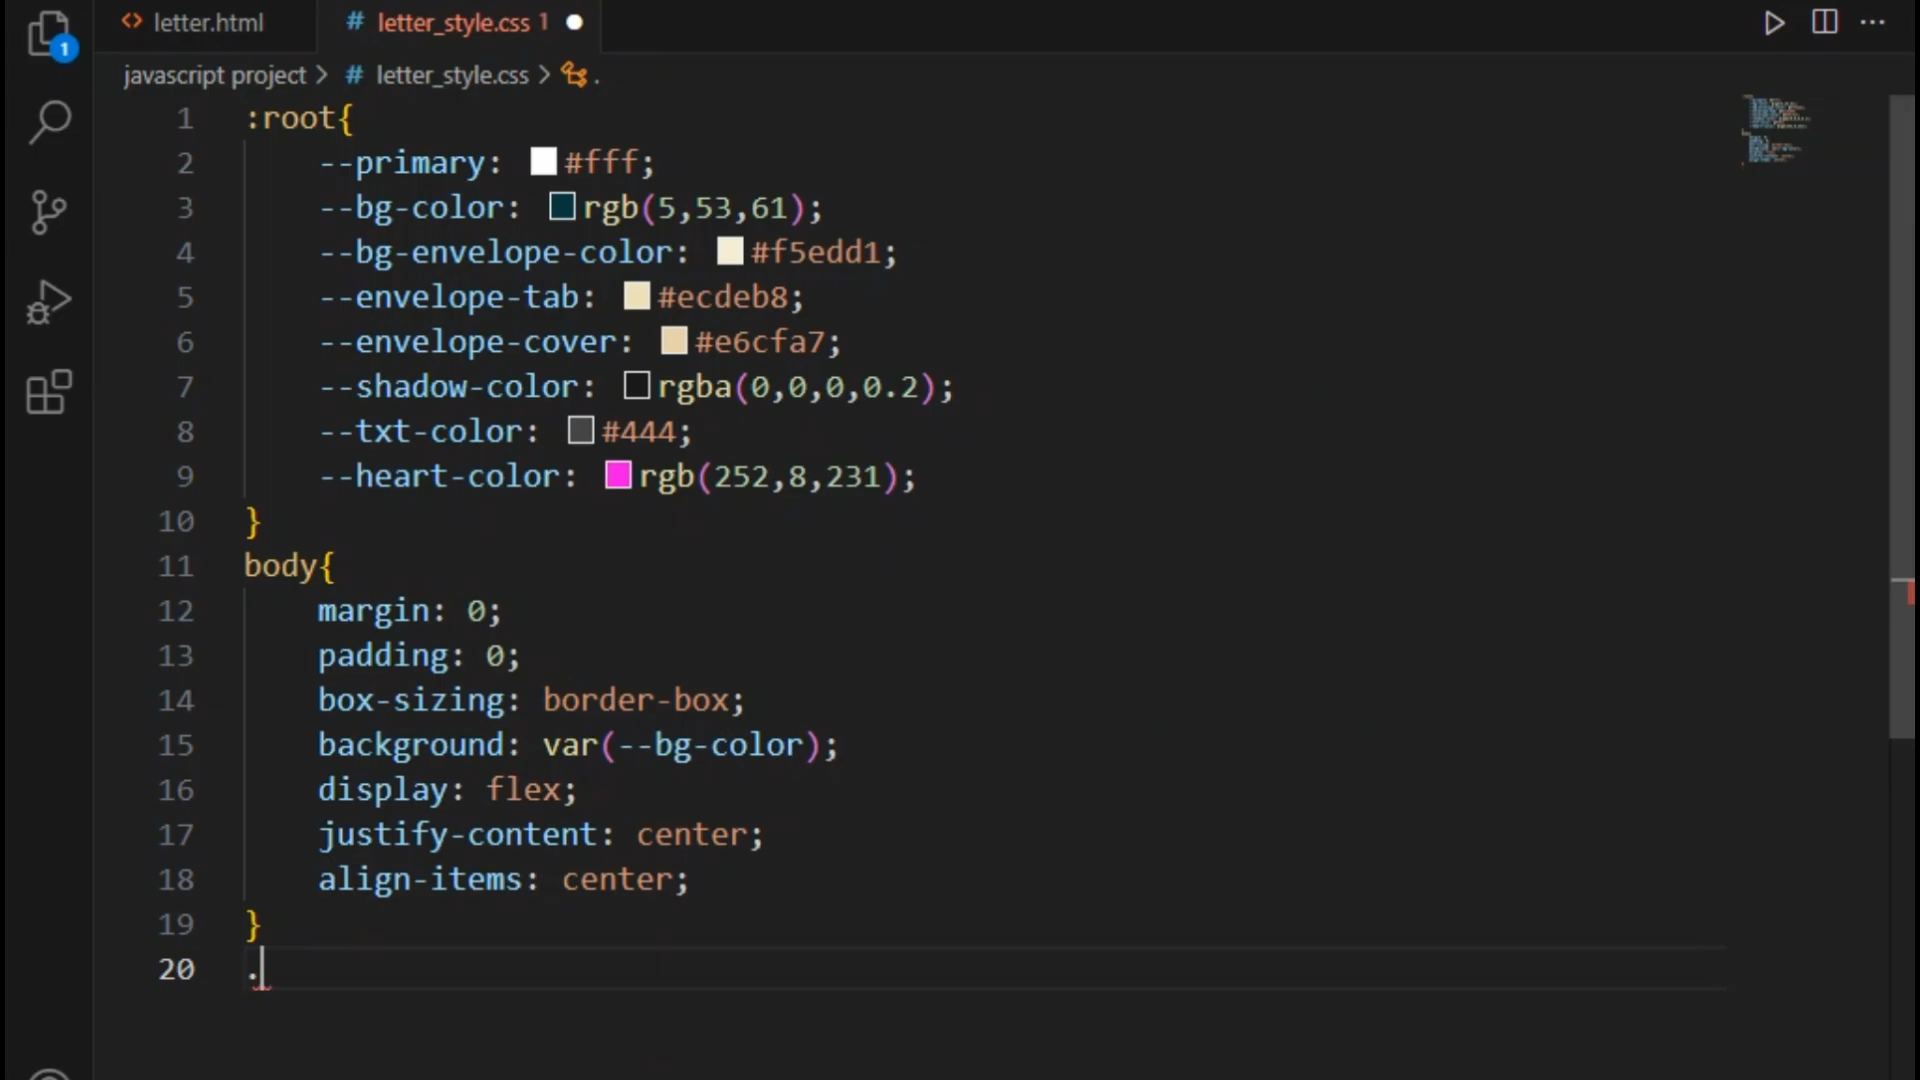 letter.html
# letter_style.css 1
javascript project > # letter_style.css > .
1
1 :root{
2 --primary: #fff;
3 --bg-color: rgb(5,53,61);
4 --bg-envelope-color: #f5edd1;
5 --envelope-tab: #ecdeb8;
6 --envelope-cover: #e6cfa7;
7 --shadow-color: rgba(0,0,0,0.2);
8 --txt-color: #444;
9 --heart-color: rgb(252,8,231);
10 }
11 body{
12 margin: 0;
13 padding: 0;
14 box-sizing: border-box;
15 background: var(--bg-color);
16 display: flex;
17 justify-content: center;
18 align-items: center;
19 }
20 .